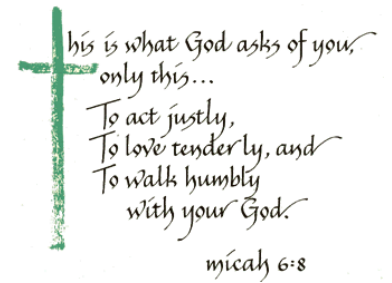 This is what God asks of you,
only this...
To act justly,
To love tenderly, and
To walk humbly
with your God.
micah 6:8